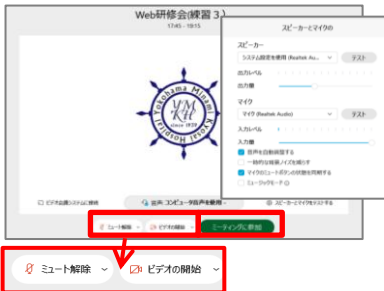 Web研修会(練習３)
17:45 - 18:15
Yokohama Minami
YM
KH
since 1939
Kyosai Hospital
ビデオ会議システムに接続
音声: コンピュータ音声を使用
スピーカーとマイクをテストする
ミュート解除
ビデオの開始
ミーティングに参加
スピーカーとマイクの
スピーカー
システム設定を使用 (Realtek Au...
テスト
出力レベル
出力音量
マイク
マイク (Realtek Audio)
テスト
入力レベル
入力音量
音声を自動調整する
一時的な背景ノイズを減らす
マイクのミュートボタンの状態を同期する
ミュージックモード
ミュート解除
ビデオの開始